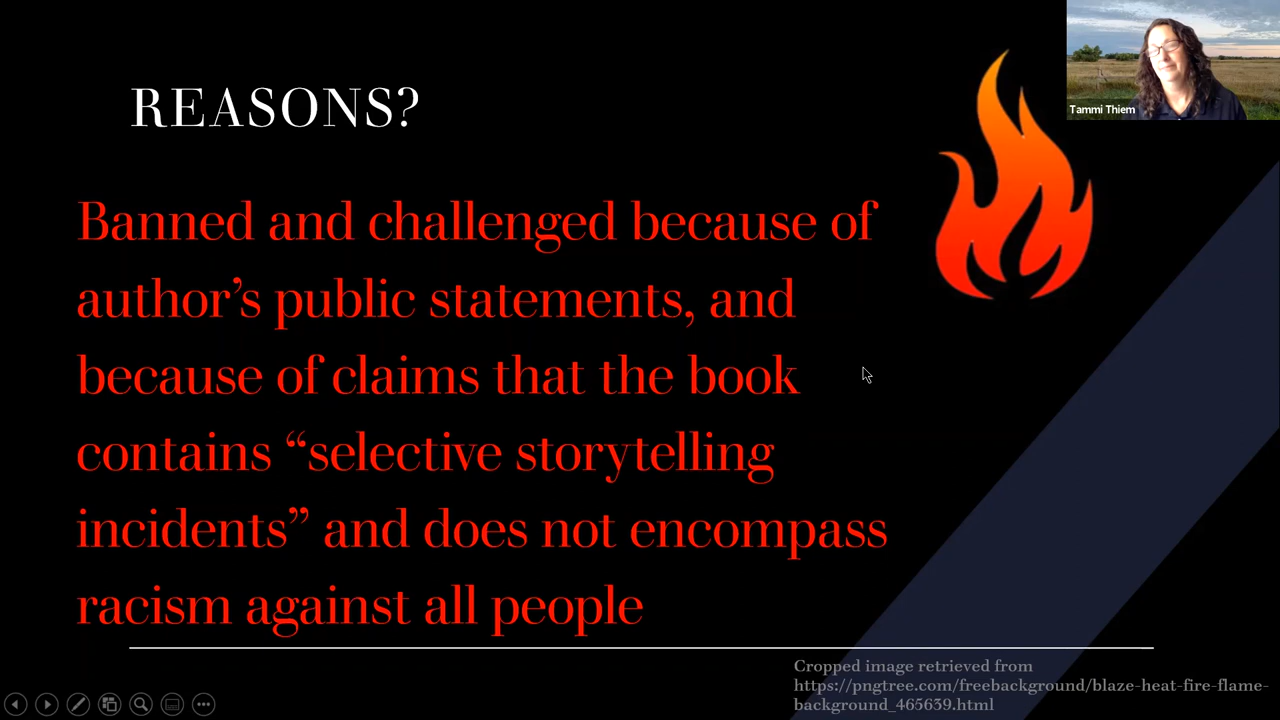 REASONS?
Tammi Thiem
Banned and challenged because of
author’s public statements, and
because of claims that the book
contains “selective storytelling
incidents” and does not encompass
racism against all people
Cropped image retrieved from
https://pngtree.com/freebackground/blaze-heat-fire-flame-
background_465639.html